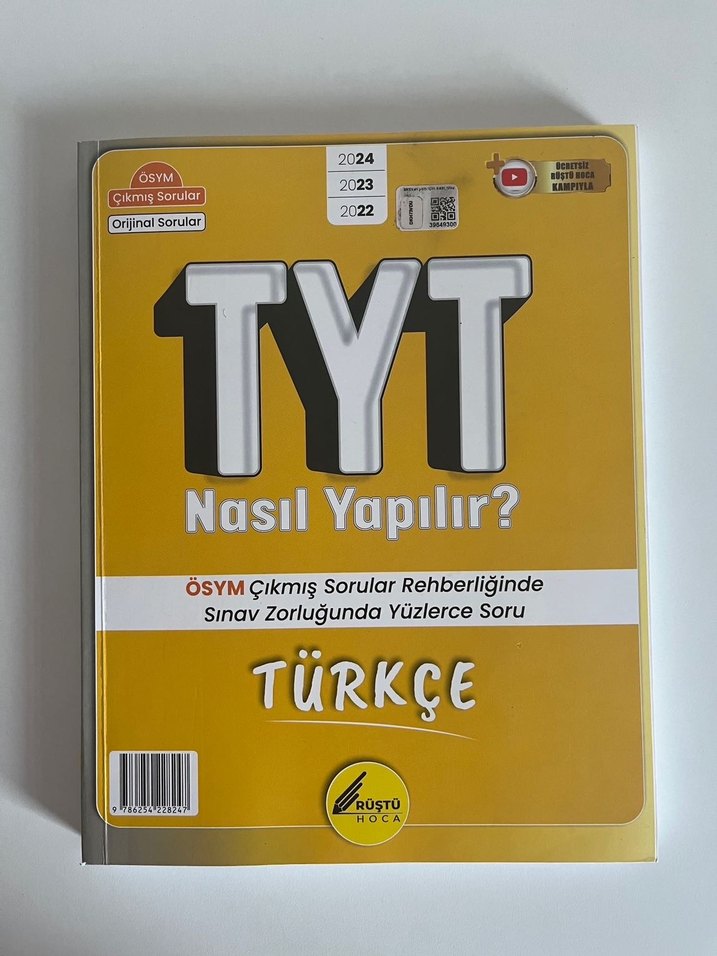 ÖSYM
Çıkmış Sorular
Orijinal Sorular
2024
2023
2022
39849300
ÜCRETSİZ
RÜŞTÜ HOCA
KAMPIYLA
TYT
Nasıl Yapılır?
ÖSYM Çıkmış Sorular Rehberliğinde
Sınav Zorluğunda Yüzlerce Soru
TÜRKÇE
9 786254 228247
RÜŞTÜ
HOCA